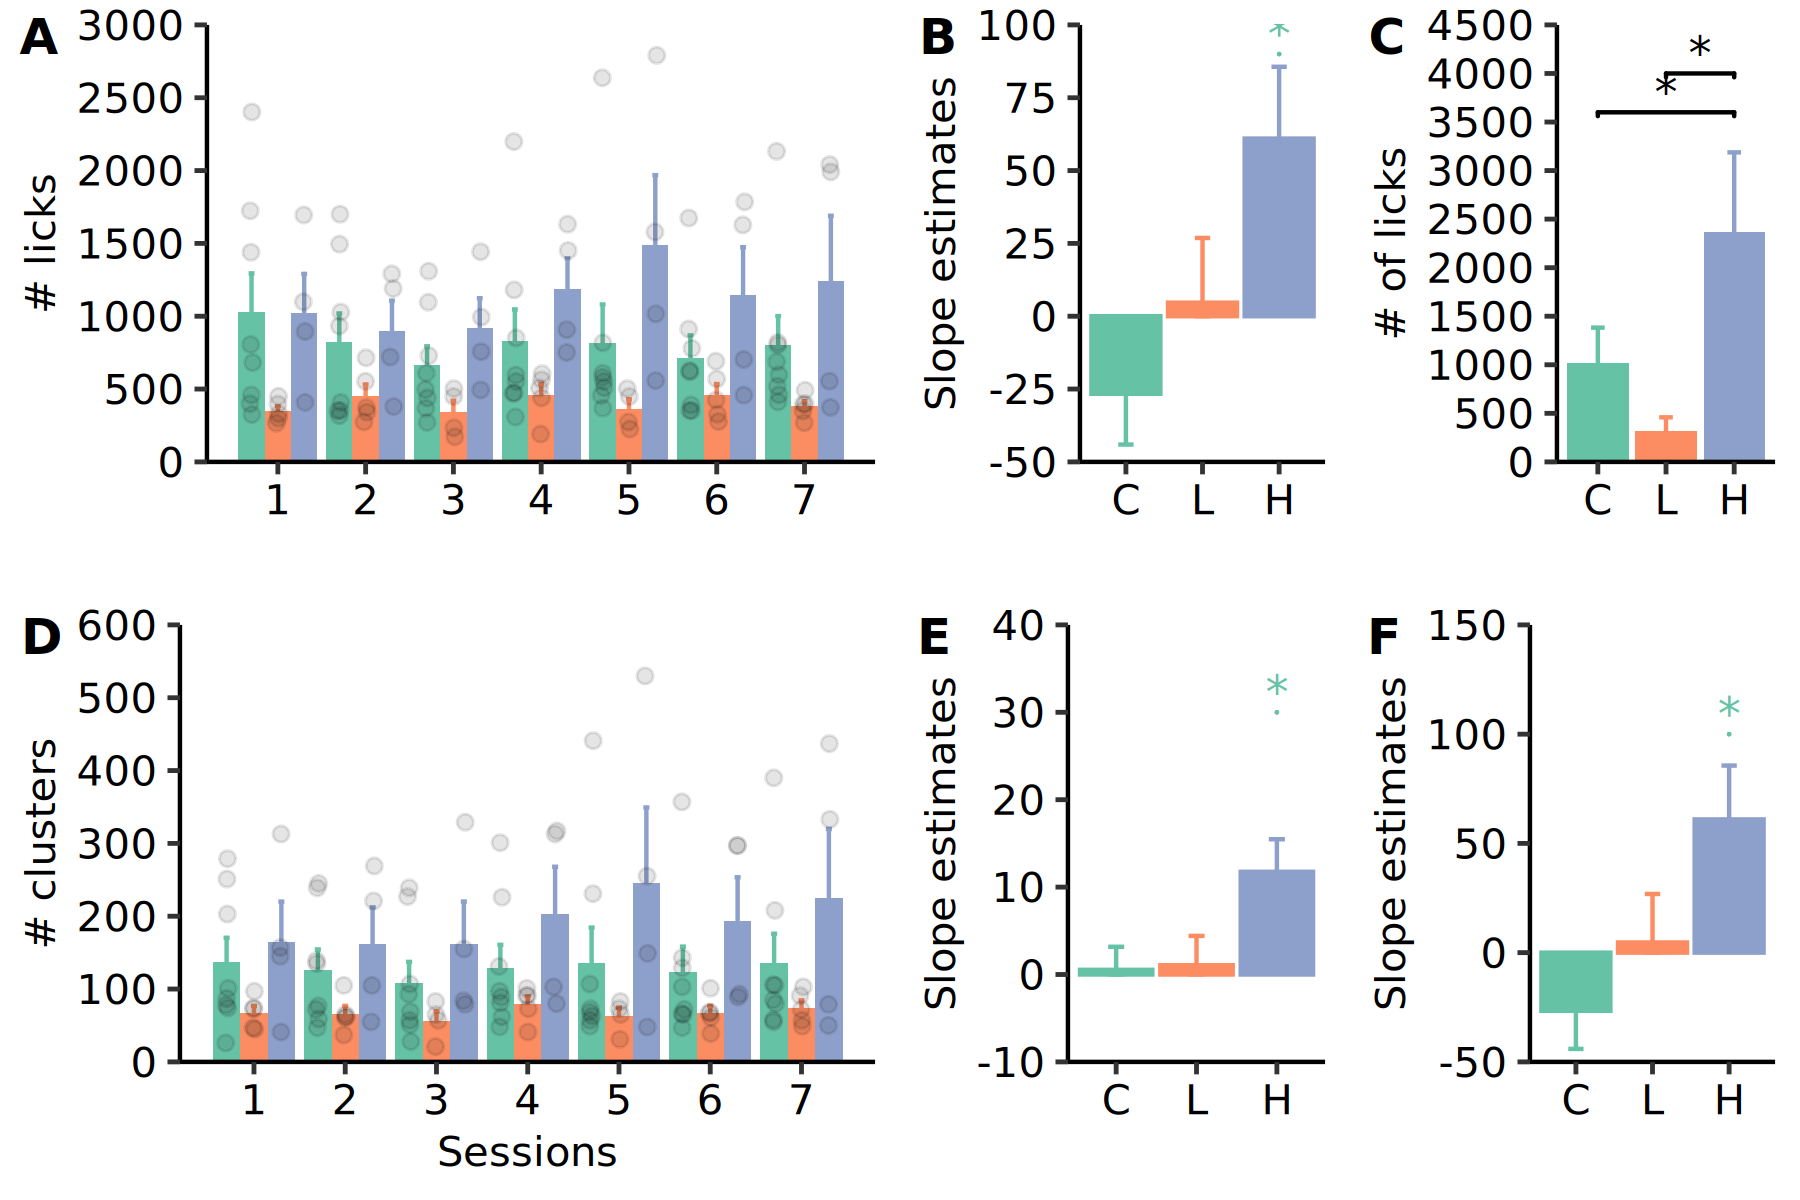 A
3000
2500
2000
1500
1000
500
0
# licks
1 2 3 4 5 6 7
B
100
75
50
25
0
-25
-50
Slope estimates
*
C L H
C
4500
4000
3500
3000
2500
2000
1500
1000
500
0
# of licks
*
*
C L H
D
600
500
400
300
200
100
0
# clusters
1 2 3 4 5 6 7
Sessions
E
40
30
20
10
0
-10
Slope estimates
*
C L H
F
150
100
50
0
-50
Slope estimates
*
C L H